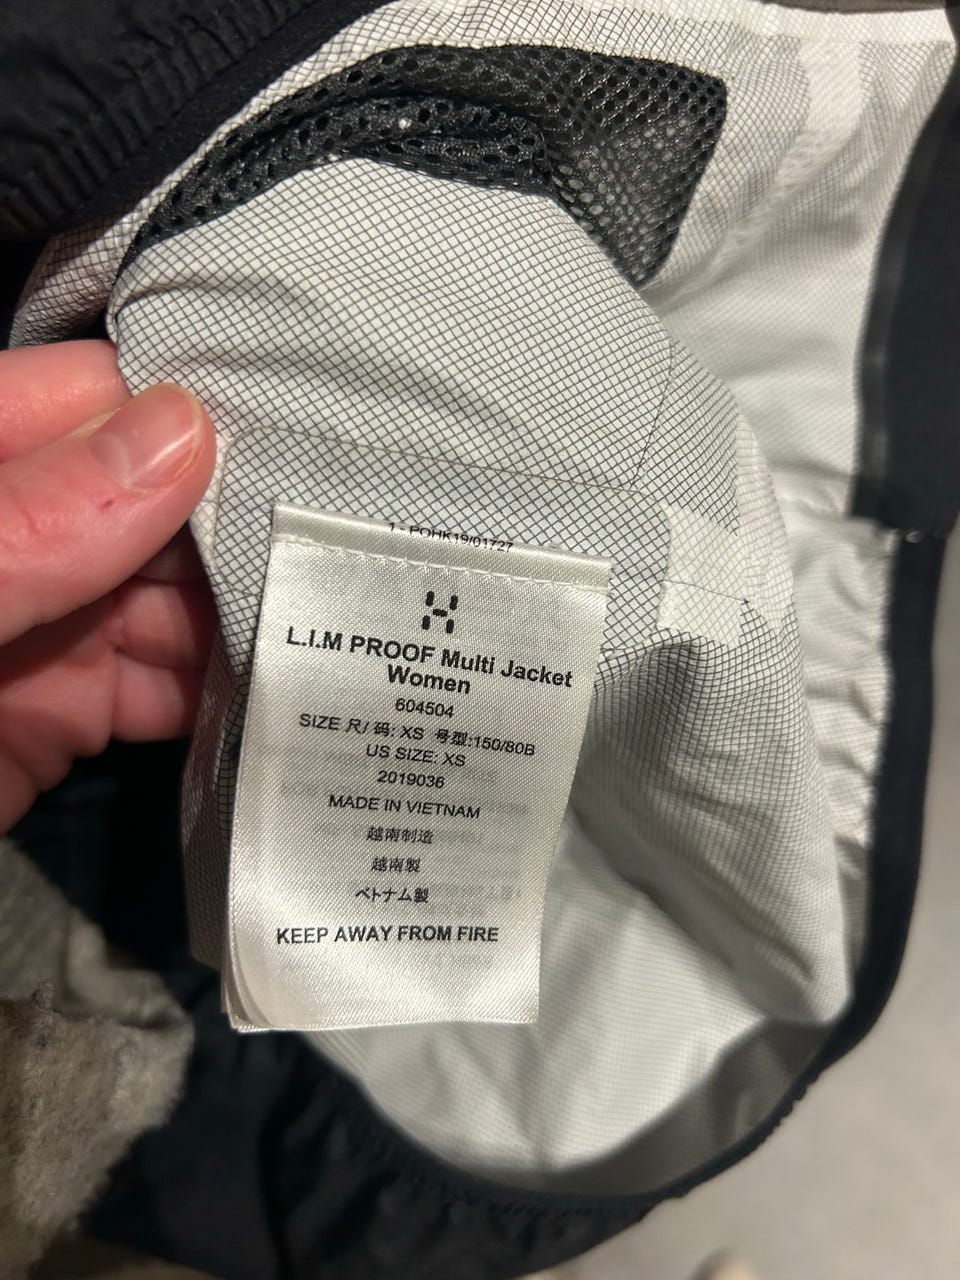 1 - POHK19/01727
L.I.M PROOF Multi Jacket
Women
604504
SIZE 尺/ 码: XS 号型:150/80B
US SIZE: XS
2019036
MADE IN VIETNAM
越南制造
越南製
ベトナム製
KEEP AWAY FROM FIRE